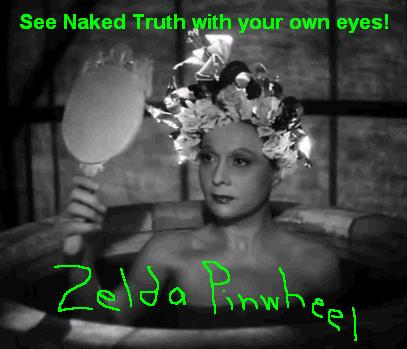 See Naked Truth with your own eyes!
Zelda Pinwheel